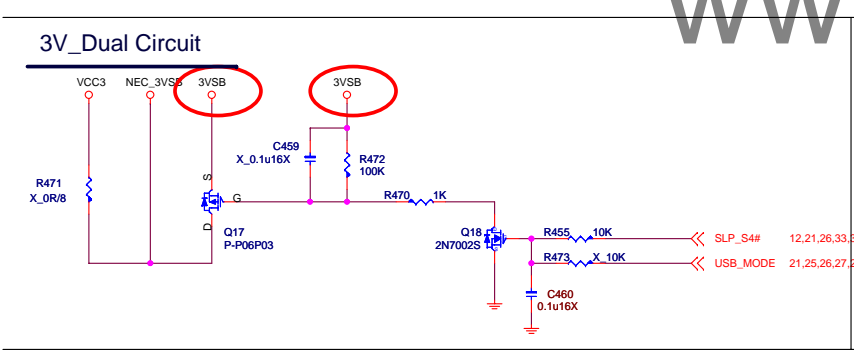 WW
3V_Dual Circuit
VCC3 NEC_3VSB 3VSB 3VSB
C459
X_0.1u16X
R472
100K
R471
X_0R/8
S
G
D
Q17
P-P06P03
R470 1K
Q18
2N7002S
R455 10K
SLP_S4# 12,21,26,33,3
R473 X_10K
USB_MODE 21,25,26,27,2
C460
0.1u16X